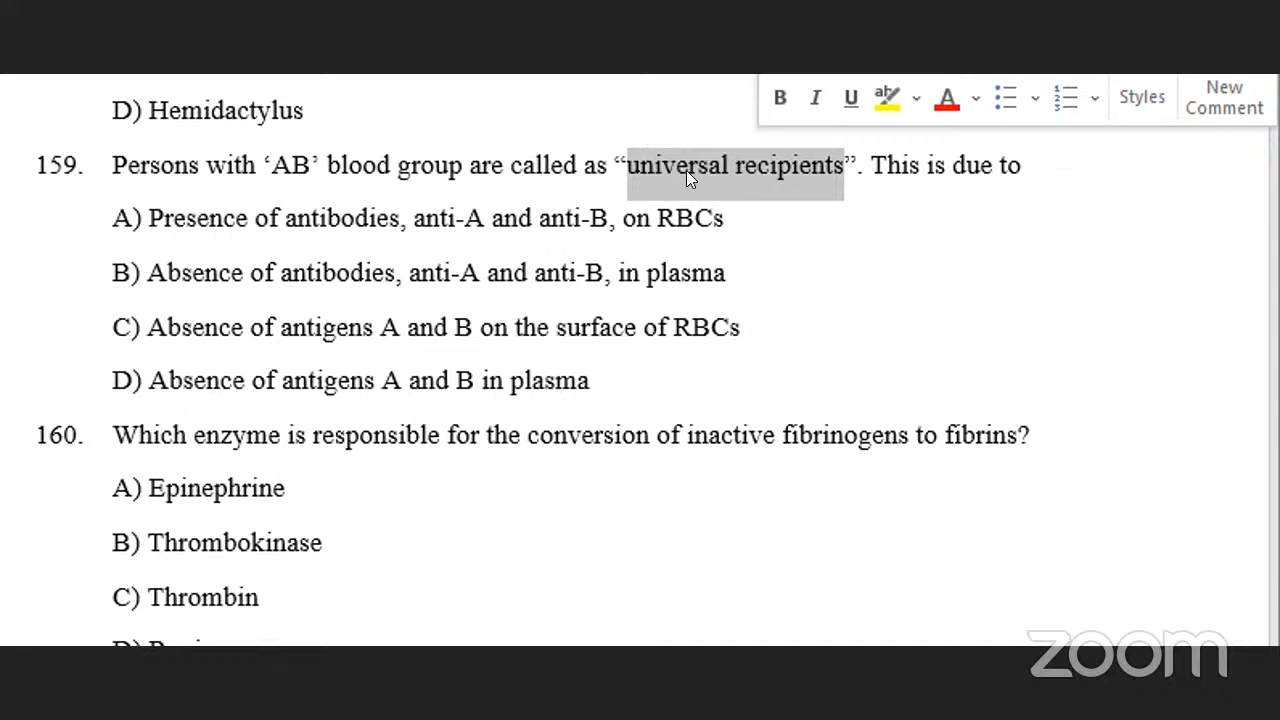 D) Hemidactylus
B I U ab A Styles New Comment
159. Persons with ‘AB’ blood group are called as “universal recipients”. This is due to
A) Presence of antibodies, anti-A and anti-B, on RBCs
B) Absence of antibodies, anti-A and anti-B, in plasma
C) Absence of antigens A and B on the surface of RBCs
D) Absence of antigens A and B in plasma
160. Which enzyme is responsible for the conversion of inactive fibrinogens to fibrins?
A) Epinephrine
B) Thrombokinase
C) Thrombin
zoom